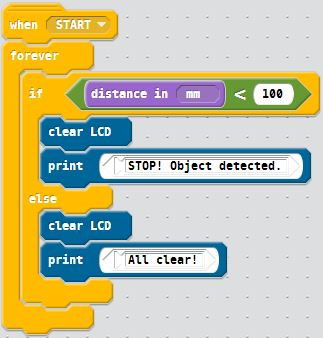 when START
forever
if distance in mm < 100
clear LCD
print STOP! Object detected.
else
clear LCD
print All clear!